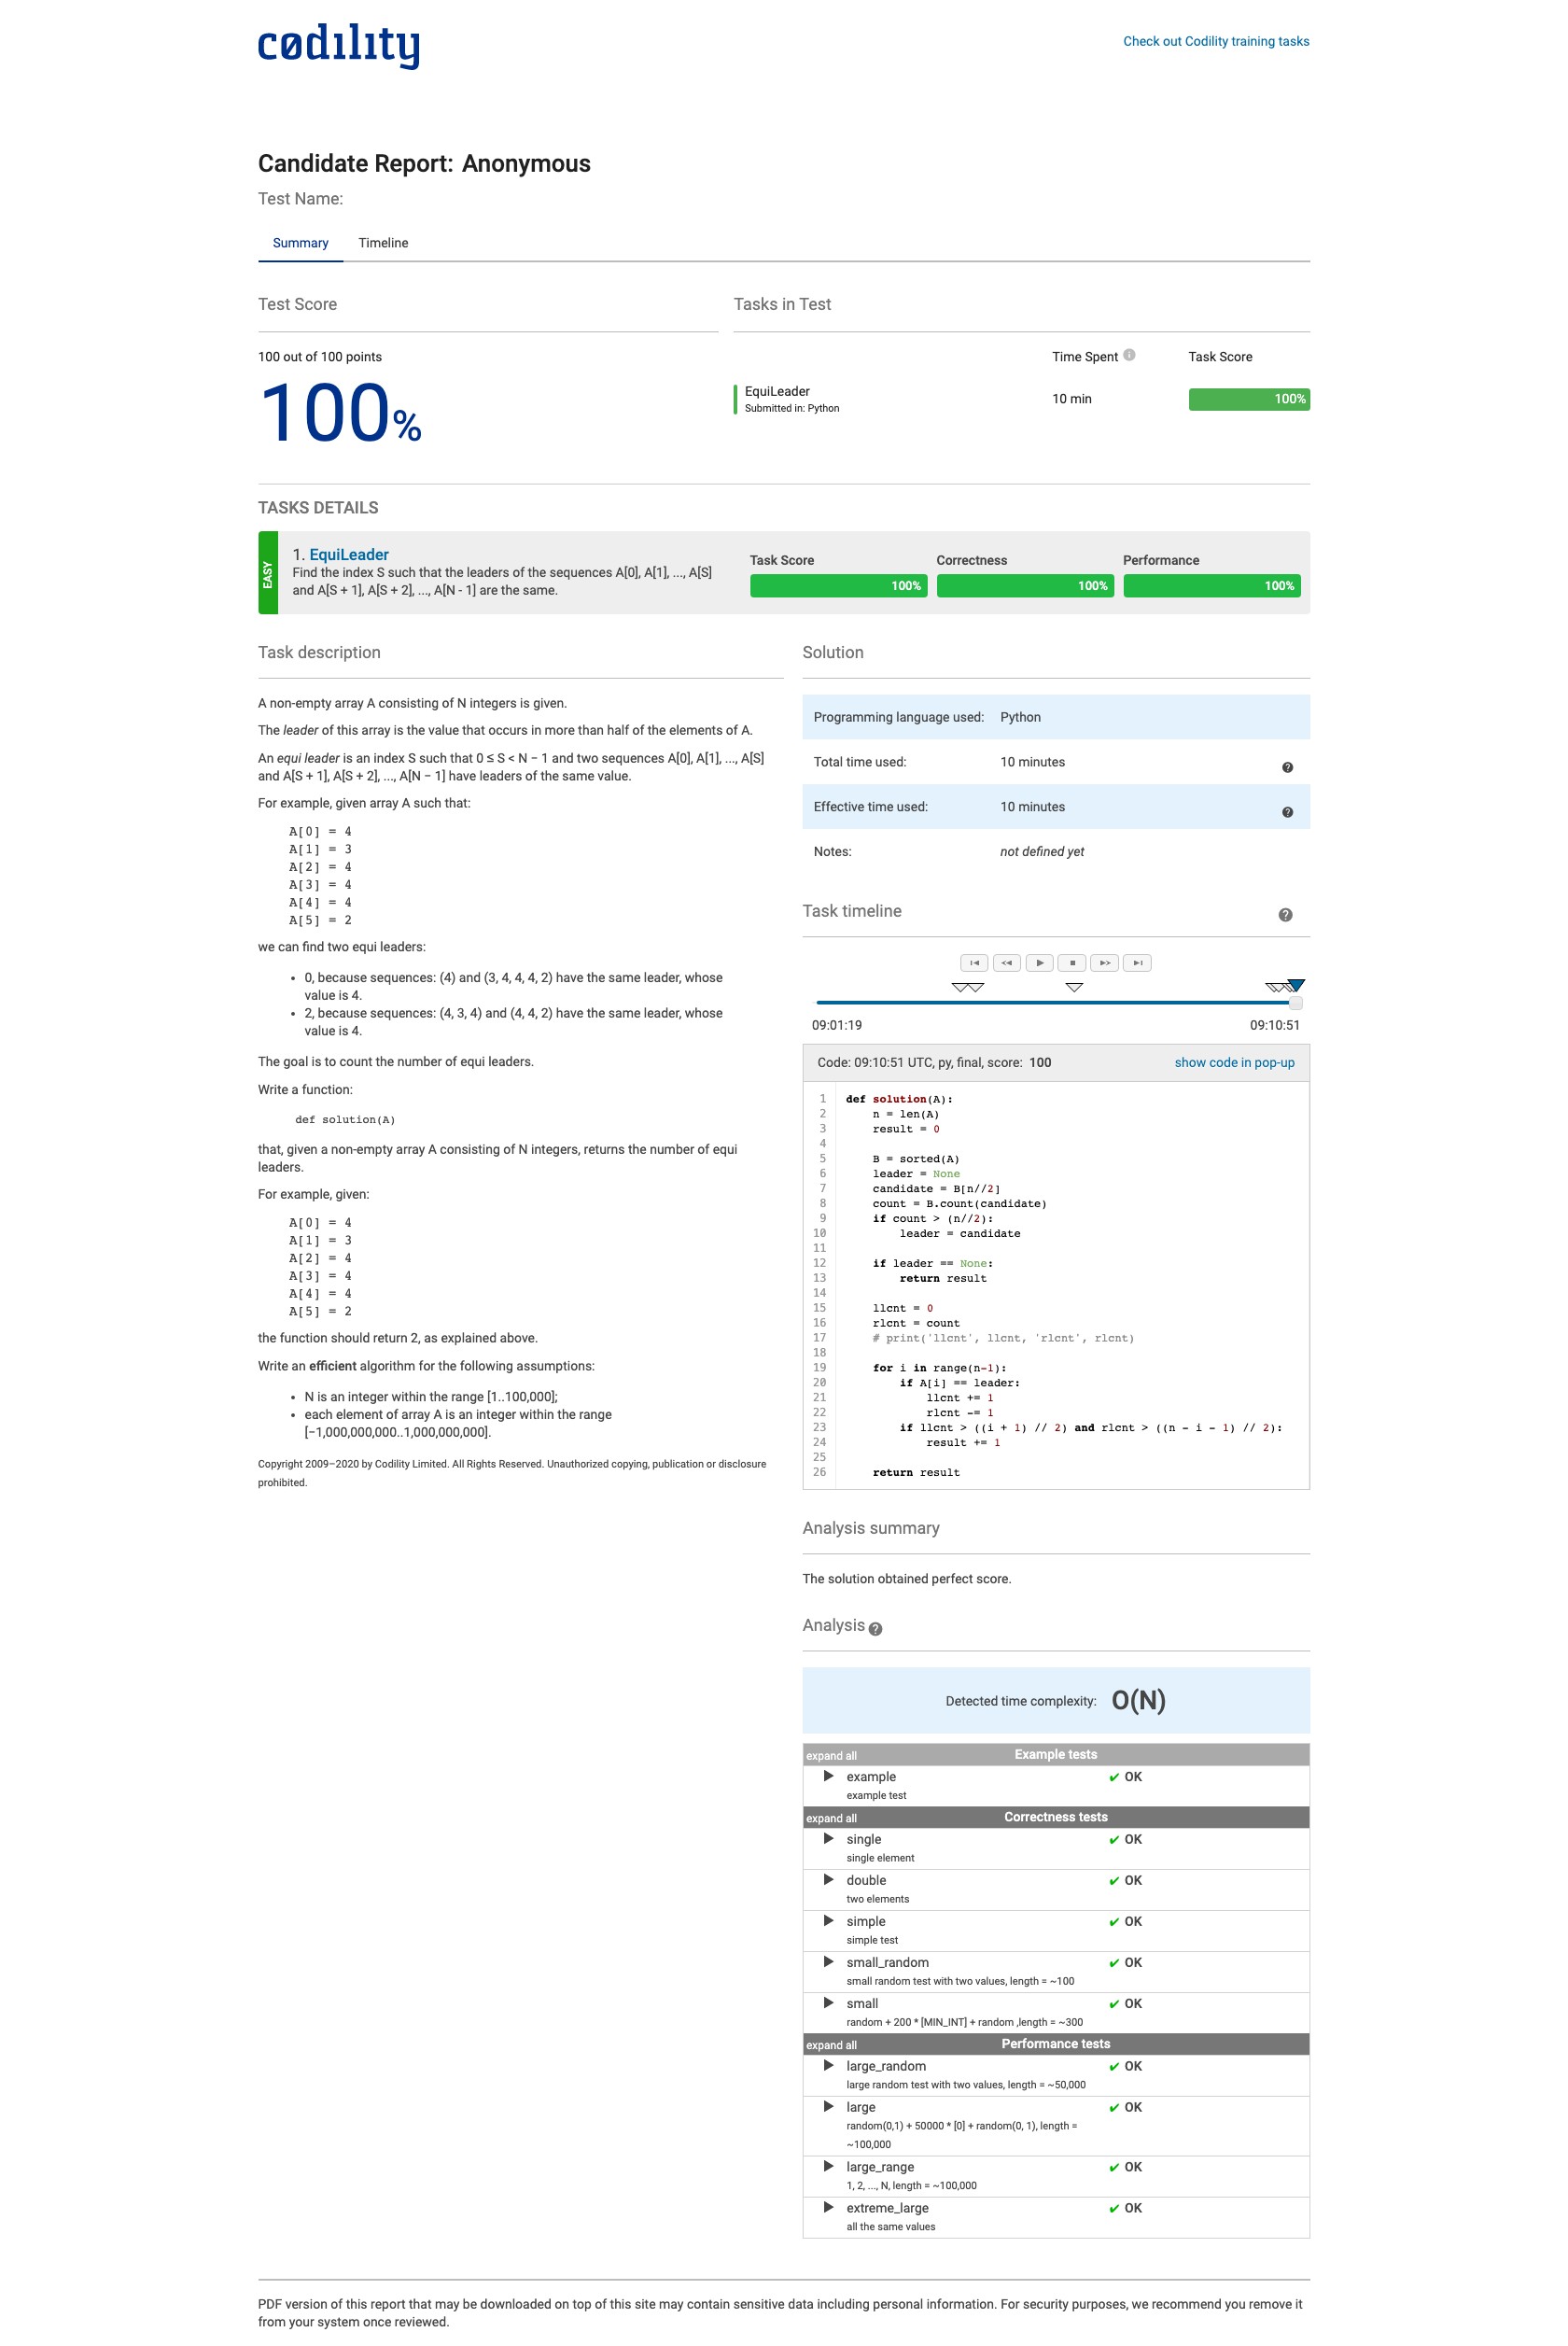 cødility
Check out Codility training tasks
Candidate Report: Anonymous
Test Name:
Summary Timeline
Test Score
100 out of 100 points
100%
Tasks in Test
Time Spent Task Score
EquiLeader
Submitted in: Python
10 min
100%
TASKS DETAILS
EASY
1. EquiLeader
Find the index S such that the leaders of the sequences A[0], A[1], ..., A[S]
and A[S + 1], A[S + 2], ..., A[N - 1] are the same.
Task Score Correctness Performance
100% 100% 100%
Task description
A non-empty array A consisting of N integers is given.
The leader of this array is the value that occurs in more than half of the elements of A.
An equi leader is an index S such that 0 ≤ S < N − 1 and two sequences A[0], A[1], ..., A[S]
and A[S + 1], A[S + 2], ..., A[N − 1] have leaders of the same value.
For example, given array A such that:
A[0] = 4
A[1] = 3
A[2] = 4
A[3] = 4
A[4] = 4
A[5] = 2
we can find two equi leaders:
• 0, because sequences: (4) and (3, 4, 4, 4, 2) have the same leader, whose
value is 4.
• 2, because sequences: (4, 3, 4) and (4, 4, 2) have the same leader, whose
value is 4.
The goal is to count the number of equi leaders.
Write a function:
def solution(A)
that, given a non-empty array A consisting of N integers, returns the number of equi
leaders.
For example, given:
A[0] = 4
A[1] = 3
A[2] = 4
A[3] = 4
A[4] = 4
A[5] = 2
the function should return 2, as explained above.
Write an efficient algorithm for the following assumptions:
• N is an integer within the range [1..100,000];
• each element of array A is an integer within the range
[−1,000,000,000..1,000,000,000].
Copyright 2009–2020 by Codility Limited. All Rights Reserved. Unauthorized copying, publication or disclosure
prohibited.
Solution
Programming language used: Python
Total time used: 10 minutes
Effective time used: 10 minutes
Notes: not defined yet
Task timeline
09:01:19 09:10:51
Code: 09:10:51 UTC, py, final, score: 100 show code in pop-up
1 def solution(A):
2 n = len(A)
3 result = 0
4
5 B = sorted(A)
6 leader = None
7 candidate = B[n//2]
8 count = B.count(candidate)
9 if count > (n//2):
10 leader = candidate
11
12 if leader == None:
13 return result
14
15 llcnt = 0
16 rlcnt = count
17 # print('llcnt', llcnt, 'rlcnt', rlcnt)
18
19 for i in range(n-1):
20 if A[i] == leader:
21 llcnt += 1
22 rlcnt -= 1
23 if llcnt > ((i + 1) // 2) and rlcnt > ((n - i - 1) // 2):
24 result += 1
25
26 return result
Analysis summary
The solution obtained perfect score.
Analysis
Detected time complexity: O(N)
expand all Example tests
example ✔ OK
example test
expand all Correctness tests
single ✔ OK
single element
double ✔ OK
two elements
simple ✔ OK
simple test
small_random ✔ OK
small random test with two values, length = ~100
small ✔ OK
random + 200 * [MIN_INT] + random ,length = ~300
expand all Performance tests
large_random ✔ OK
large random test with two values, length = ~50,000
large ✔ OK
random(0,1) + 50000 * [0] + random(0, 1), length =
~100,000
large_range ✔ OK
1, 2, ..., N, length = ~100,000
extreme_large ✔ OK
all the same values
PDF version of this report that may be downloaded on top of this site may contain sensitive data including personal information. For security purposes, we recommend you remove it
from your system once reviewed.